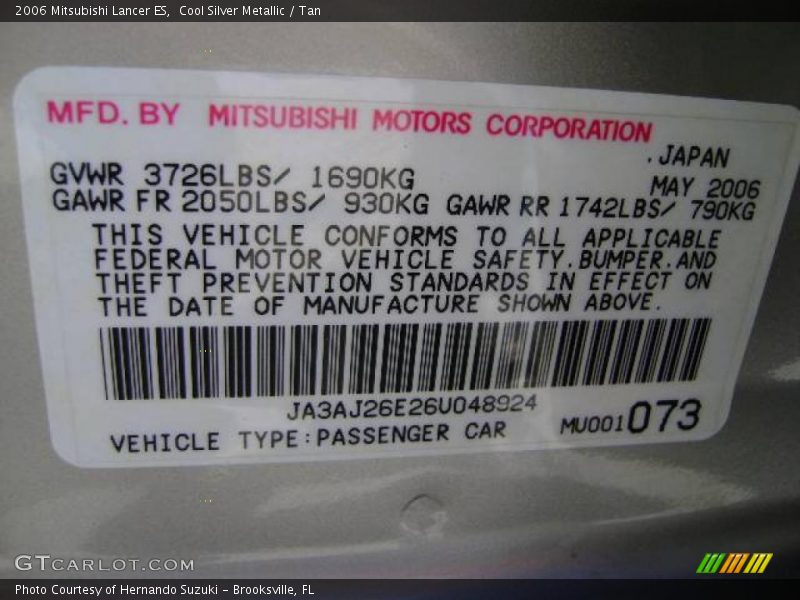 2006 Mitsubishi Lancer ES,  Cool Silver Metallic / Tan
MFD. BY MITSUBISHI MOTORS CORPORATION
.JAPAN
GVWR 3726LBS/ 1690KG
MAY 2006
GAWR FR 2050LBS/ 930KG GAWR RR 1742LBS/ 790KG
THIS VEHICLE CONFORMS TO ALL APPLICABLE
FEDERAL MOTOR VEHICLE SAFETY.BUMPER.AND
THEFT PREVENTION STANDARDS IN EFFECT ON
THE DATE OF MANUFACTURE SHOWN ABOVE.
JA3AJ26E26U048924
MU001073
VEHICLE TYPE:PASSENGER CAR
GTCARLOT.COM
Photo Courtesy of Hernando Suzuki - Brooksville, FL